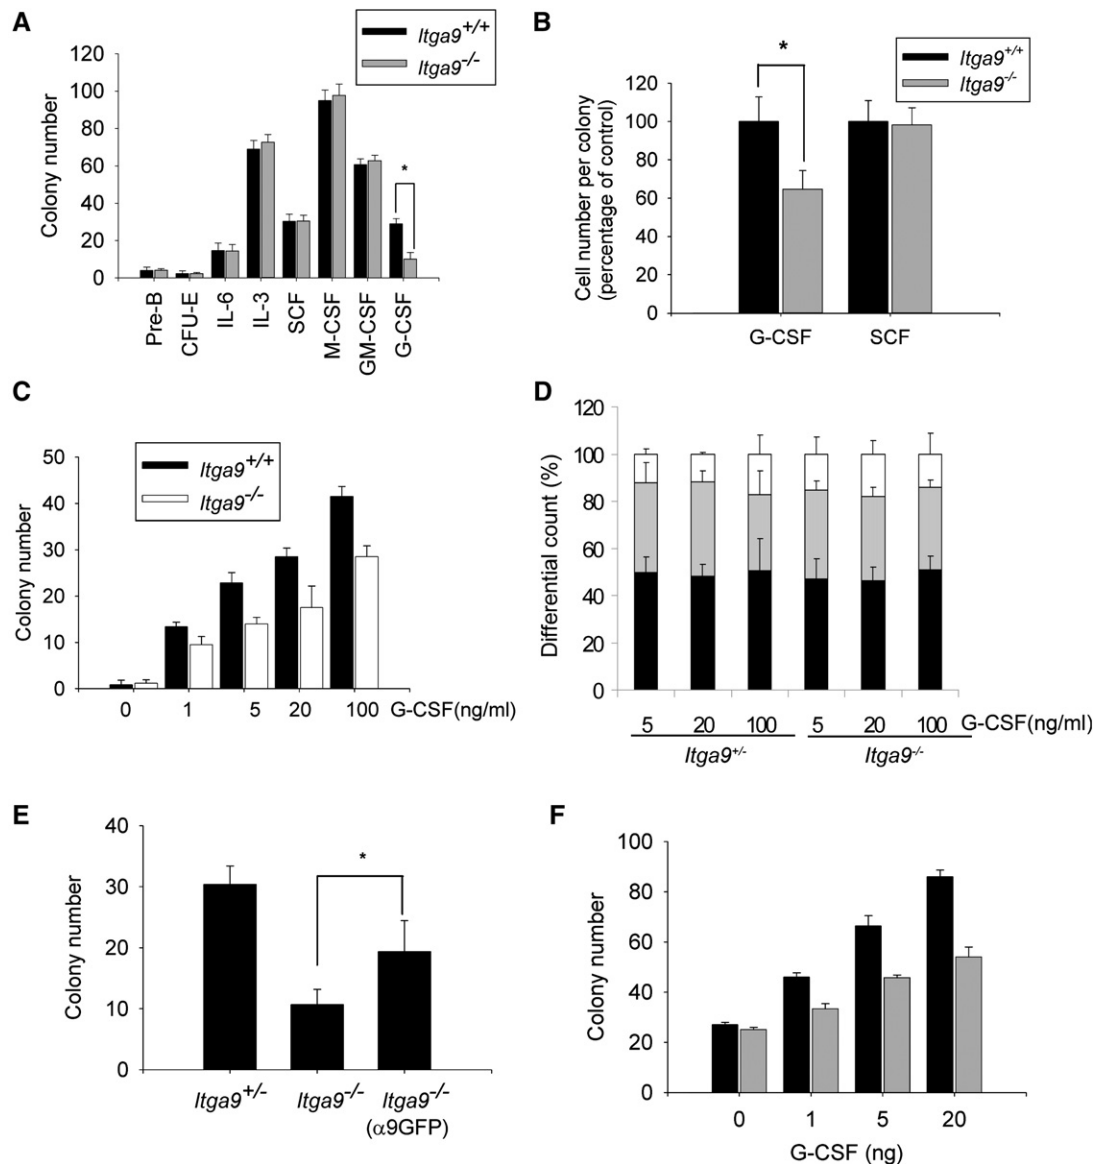 A
Itga9+/+
Itga9-/-
120
100
80
60
40
20
0
Colony number
*
Pre-B
CFU-E
IL-6
IL-3
SCF
M-CSF
GM-CSF
G-CSF
B
Itga9+/+
Itga9-/-
*
120
100
80
60
40
20
0
Cell number per colony
(percentage of control)
G-CSF
SCF
C
Itga9+/+
Itga9-/-
50
40
30
20
10
0
Colony number
0 1 5 20 100 G-CSF(ng/ml)
D
120
100
80
60
40
20
0
Differential count (%)
5 20 100 5 20 100 G-CSF(ng/ml)
Itga9+/- Itga9-/-
E
40
30
20
10
0
Colony number
*
Itga9+/- Itga9-/- Itga9-/-
(α9GFP)
F
100
80
60
40
20
0
Colony number
0 1 5 20
G-CSF (ng)